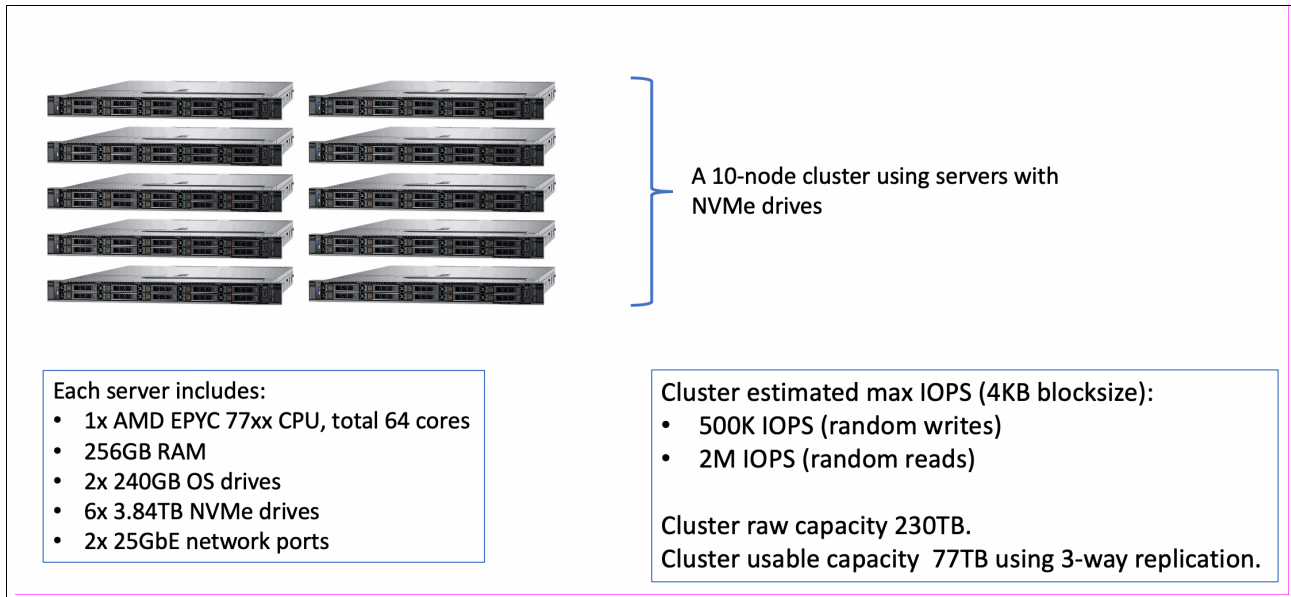 A 10-node cluster using servers with
NVMe drives
Each server includes:
• 1x AMD EPYC 77xx CPU, total 64 cores
• 256GB RAM
• 2x 240GB OS drives
• 6x 3.84TB NVMe drives
• 2x 25GbE network ports
Cluster estimated max IOPS (4KB blocksize):
• 500K IOPS (random writes)
• 2M IOPS (random reads)
Cluster raw capacity 230TB.
Cluster usable capacity  77TB using 3-way replication.